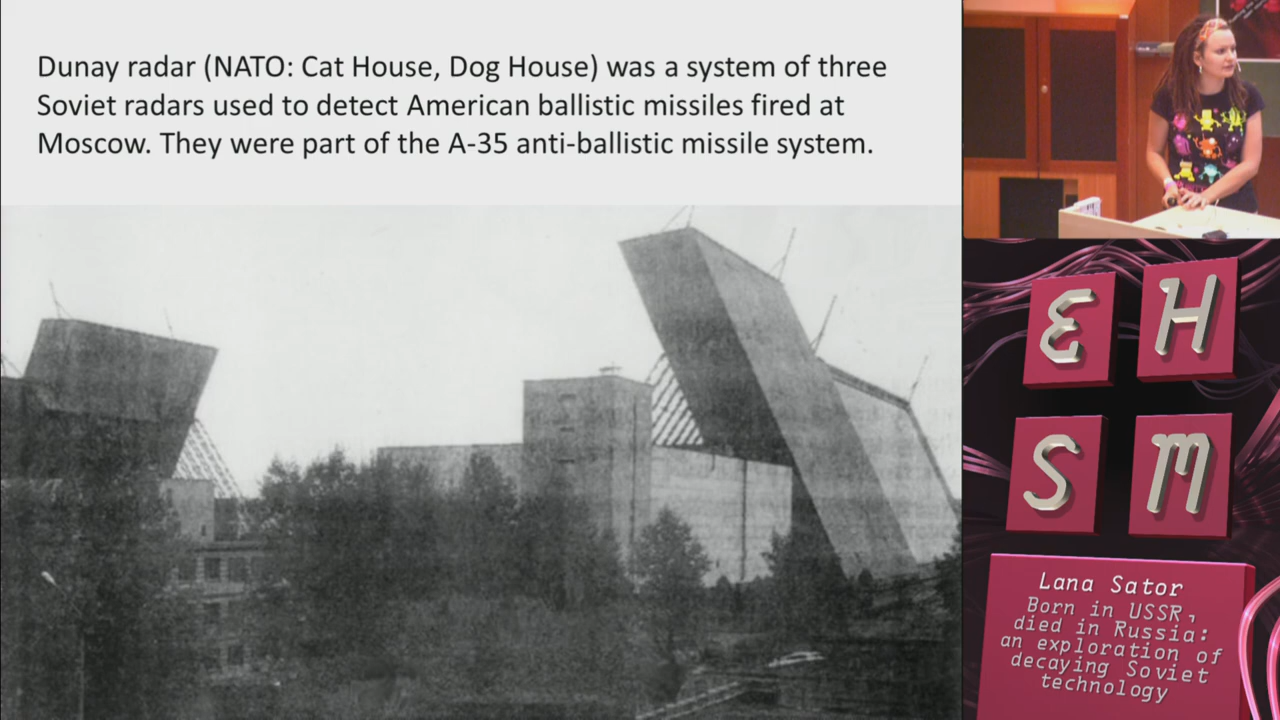 Dunay radar (NATO: Cat House, Dog House) was a system of three
Soviet radars used to detect American ballistic missiles fired at
Moscow. They were part of the A-35 anti-ballistic missile system.
E H
S M
Lana Sator
Born in USSR,
died in Russia:
an exploration of
decaying Soviet
technology